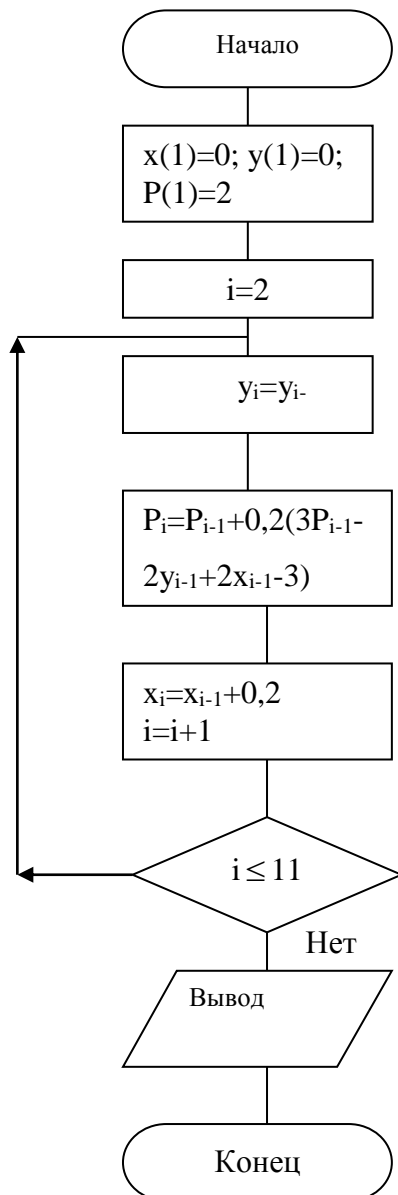 Начало
x(1)=0; y(1)=0;
P(1)=2
i=2
yᵢ=yᵢ₋
Pᵢ=Pᵢ₋₁+0,2(3Pᵢ₋₁-
2yᵢ₋₁+2xᵢ₋₁-3)
xᵢ=xᵢ₋₁+0,2
i=i+1
i ≤ 11
Нет
Вывод
Конец